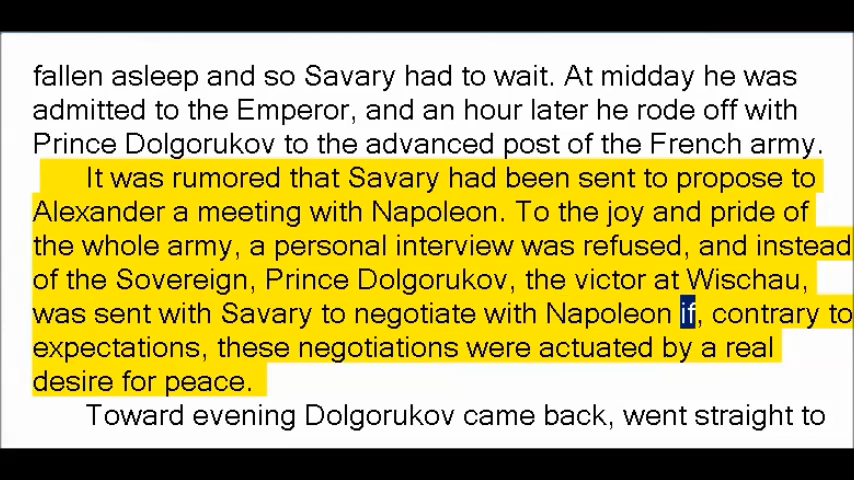 fallen asleep and so Savary had to wait. At midday he was
admitted to the Emperor, and an hour later he rode off with
Prince Dolgorukov to the advanced post of the French army.
It was rumored that Savary had been sent to propose to
Alexander a meeting with Napoleon. To the joy and pride of
the whole army, a personal interview was refused, and instead
of the Sovereign, Prince Dolgorukov, the victor at Wischau,
was sent with Savary to negotiate with Napoleon if, contrary to
expectations, these negotiations were actuated by a real
desire for peace.
Toward evening Dolgorukov came back, went straight to